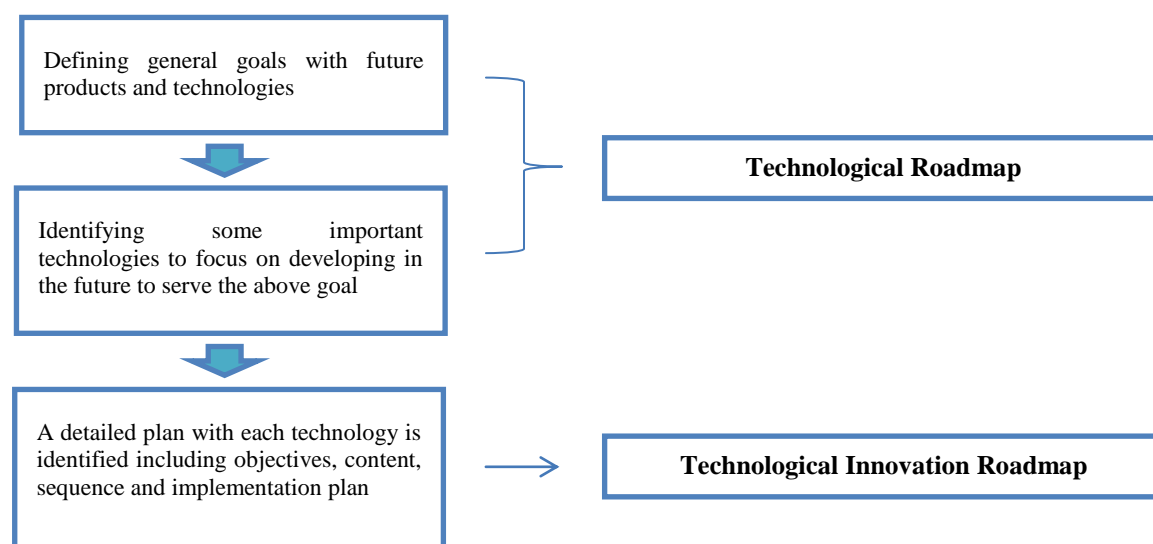 Defining general goals with future
products and technologies
Technological Roadmap
Identifying some important
technologies to focus on developing in
the future to serve the above goal
A detailed plan with each technology is
identified including objectives, content,
sequence and implementation plan
Technological Innovation Roadmap